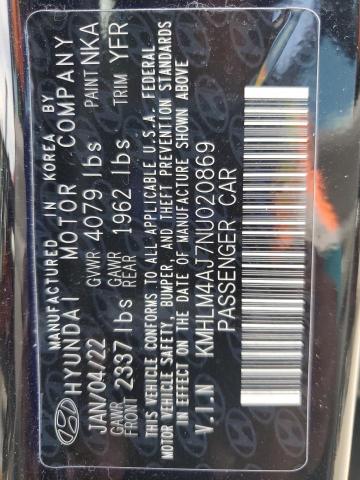 MANUFACTURED IN KOREA BY
HYUNDAI MOTOR COMPANY
JAN/04/22 GVWR 4079 lbs PAINT NKA
GAWR FRONT 2337 lbs GAWR REAR 1962 lbs TRIM YFR
THIS VEHICLE CONFORMS TO ALL APPLICABLE U.S.A. FEDERAL
MOTOR VEHICLE SAFETY, BUMPER, AND THEFT PREVENTION STANDARDS
IN EFFECT ON THE DATE OF MANUFACTURE SHOWN ABOVE
V.I.N KMHLM4AJ7NU020869
PASSENGER CAR